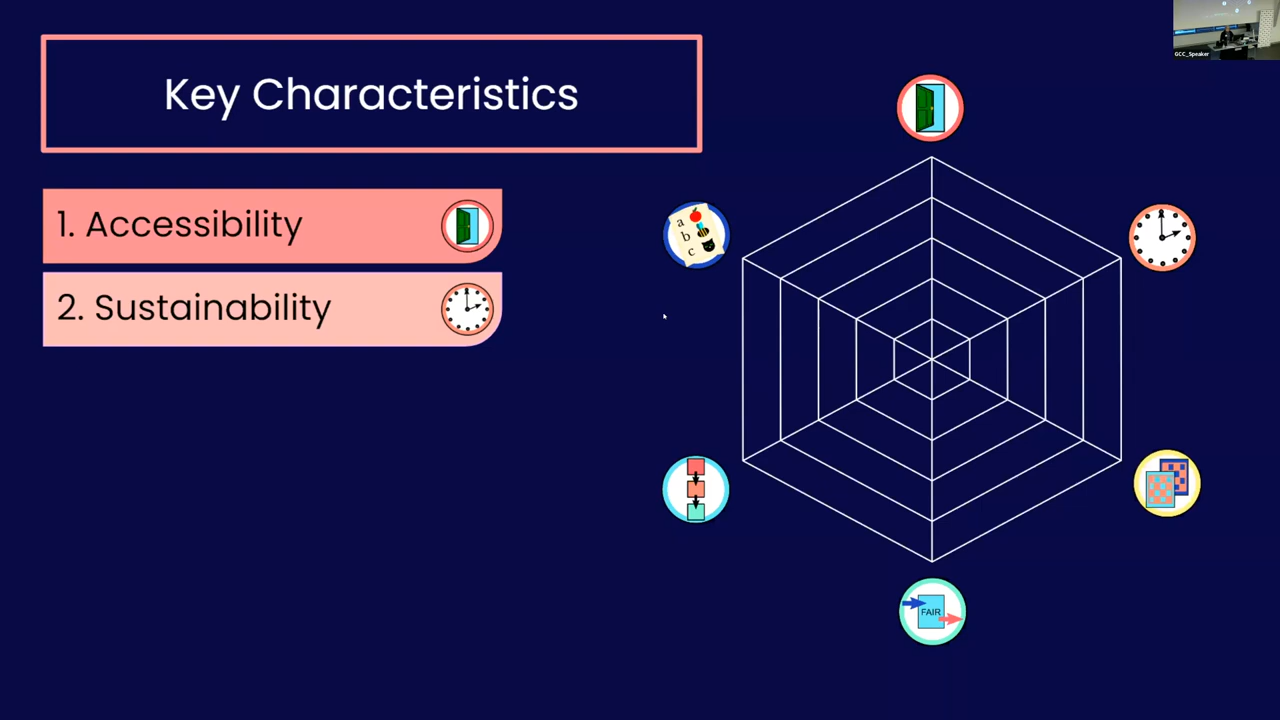 Key Characteristics
1. Accessibility
2. Sustainability
a
b
c
FAIR
GCC_Speaker